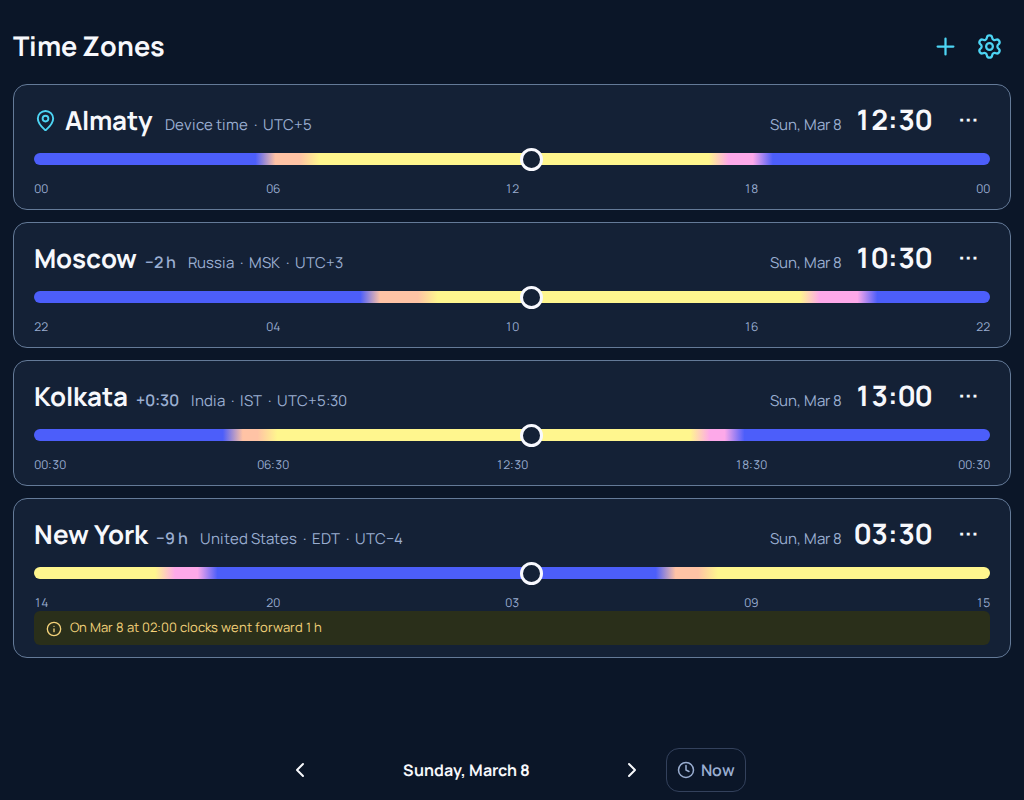 Time Zones
Almaty Device time · UTC+5 Sun, Mar 8 12:30
00 06 12 18 00
Moscow −2 h Russia · MSK · UTC+3 Sun, Mar 8 10:30
22 04 10 16 22
Kolkata +0:30 India · IST · UTC+5:30 Sun, Mar 8 13:00
00:30 06:30 12:30 18:30 00:30
New York −9 h United States · EDT · UTC−4 Sun, Mar 8 03:30
14 20 03 09 15
On Mar 8 at 02:00 clocks went forward 1 h
Sunday, March 8 Now